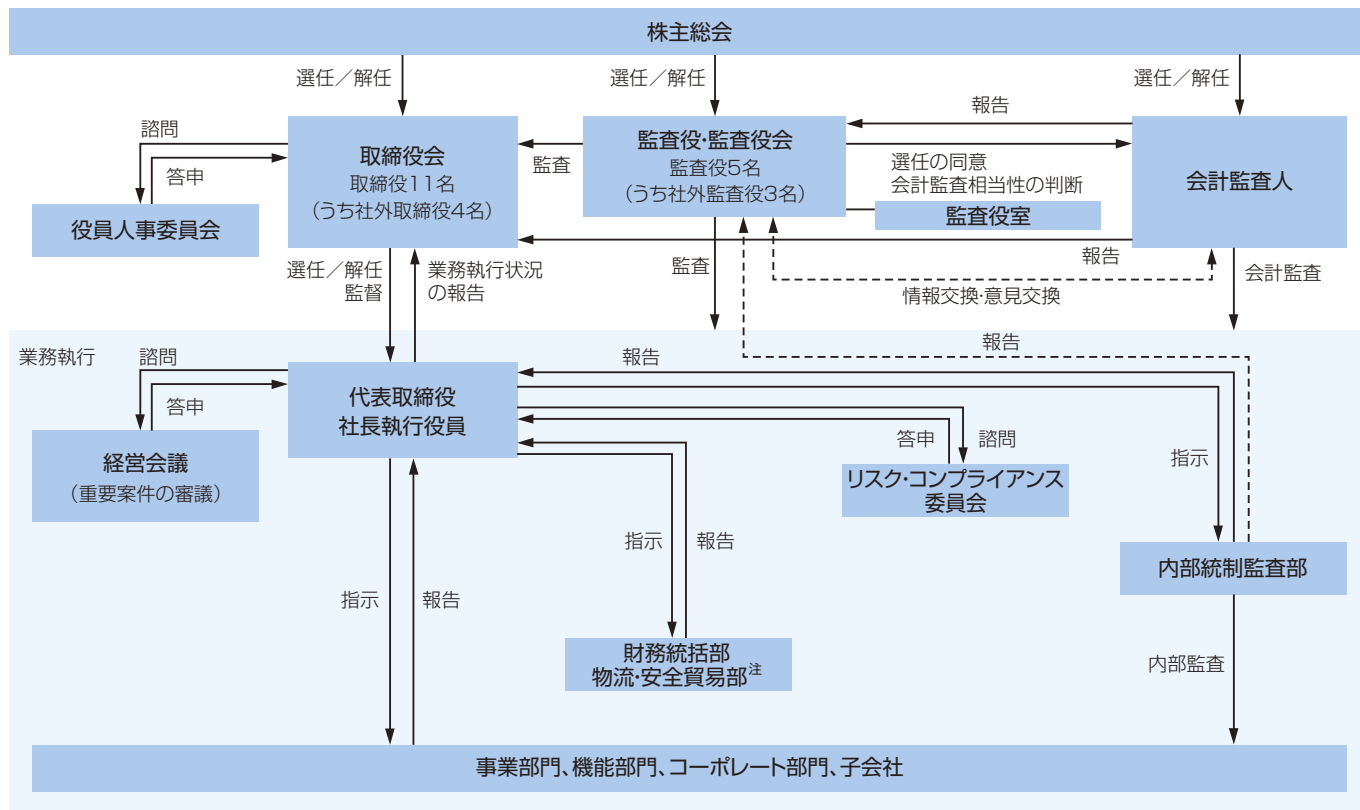 株主総会
選任／解任
選任／解任
選任／解任
報告
諮問
答申
取締役会
取締役11名
（うち社外取締役4名）
監査
監査役・監査役会
監査役5名
（うち社外監査役3名）
選任の同意
会計監査相当性の判断
会計監査人
役員人事委員会
監査役室
報告
選任／解任
監督
業務執行状況
の報告
監査
会計監査
情報交換・意見交換
業務執行
諮問
報告
報告
答申
代表取締役
社長執行役員
答申
諮問
経営会議
（重要案件の審議）
指示
リスク・コンプライアンス
委員会
指示
報告
内部統制監査部
指示
報告
財務統括部
物流・安全貿易部注
内部監査
事業部門、機能部門、コーポレート部門、子会社